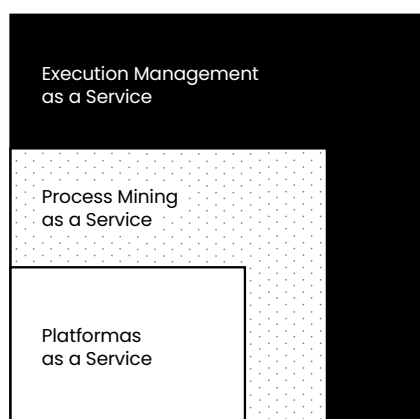 Execution Management
as a Service
Process Mining
as a Service
Platformas
as a Service